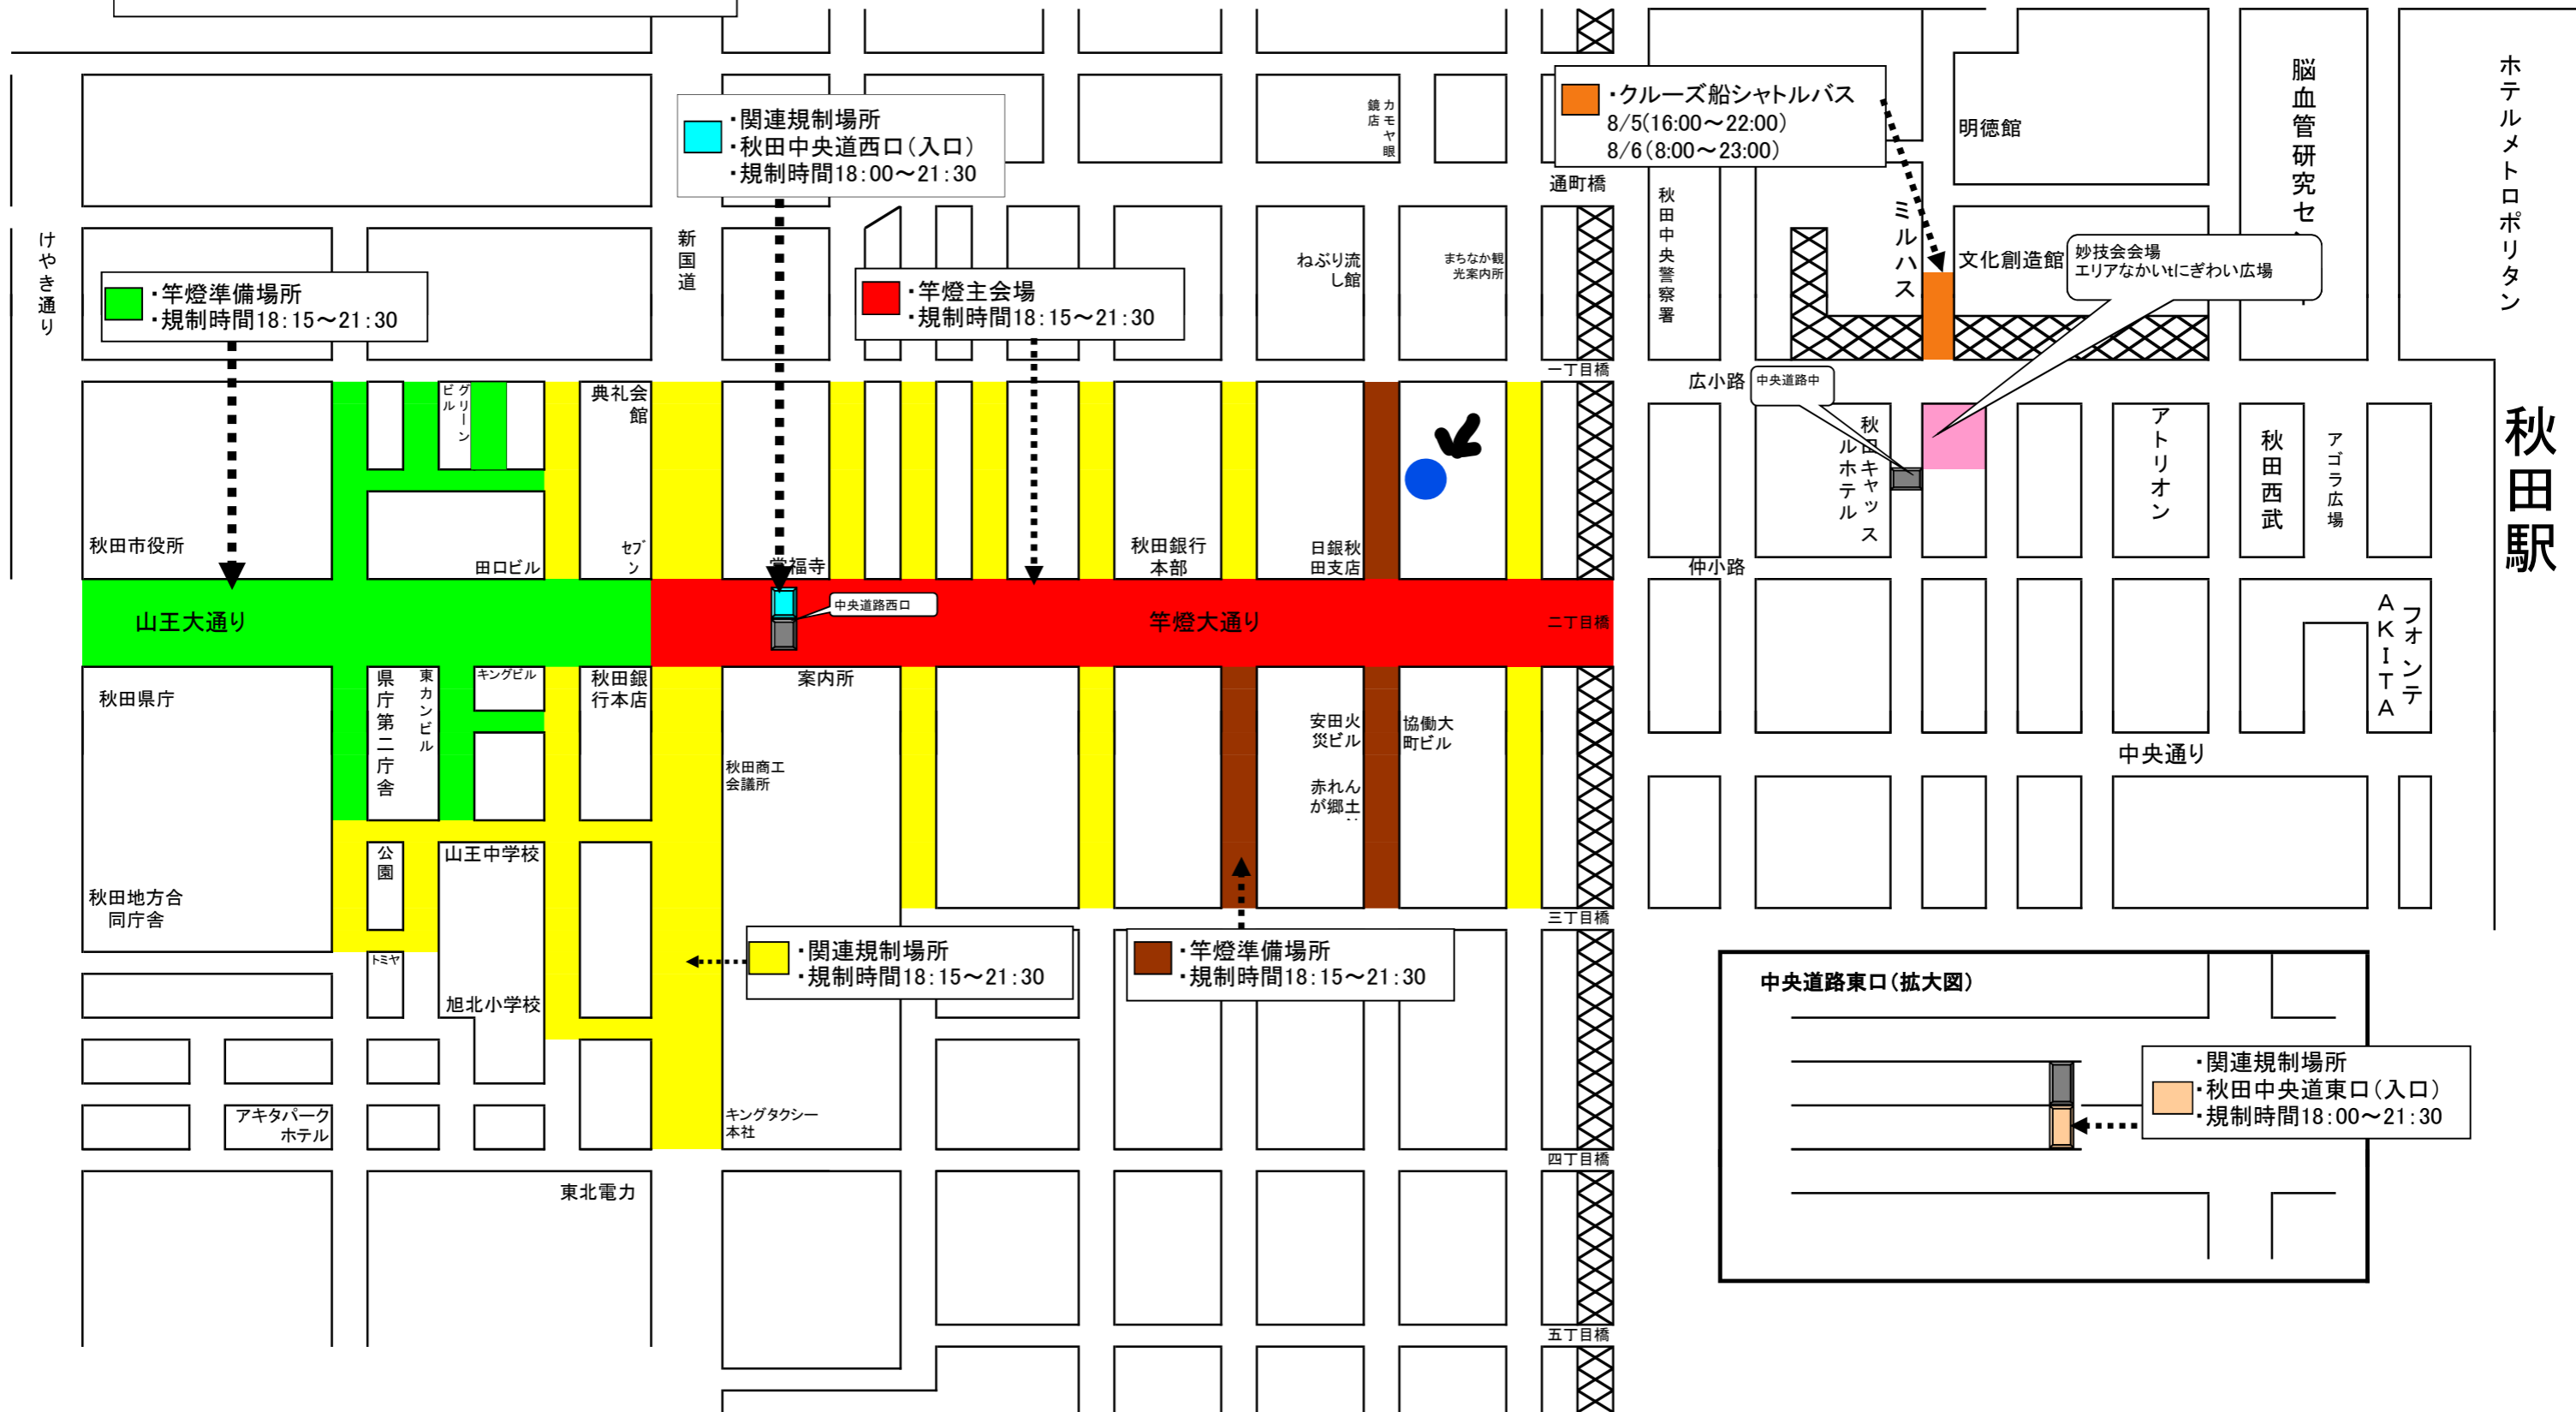 ・クルーズ船シャトルバス
8/5(16:00～22:00)
8/6(8:00～23:00)
・関連規制場所
・秋田中央道西口(入口)
・規制時間18:00～21:30
カモヤ眼
鏡店
明徳館
脳血管研究セ
ホテルメトロポリタン
通町橋
秋田中央警察署
ミルハス
けやき通り
新国道
・竿燈準備場所
・規制時間18:15～21:30
・竿燈主会場
・規制時間18:15～21:30
ねぶり流
し館
まちなか観
光案内所
文化創造館
妙技会会場
エリアなかいtにぎわい広場
一丁目橋
広小路
中央道路中
グリーン
ビル
典礼会
館
秋田キャッス
ルホテル
アトリオン
秋田西武
アゴラ広場
秋田駅
秋田市役所
田口ビル
セブ
ン
福寺
秋田銀行
本部
日銀秋
田支店
仲小路
山王大通り
中央道路西口
竿燈大通り
二丁目橋
フォンテ
AKITA
秋田県庁
県庁第二庁舎
東カンビル
キングビル
秋田銀
行本店
案内所
安田火
災ビル
協働大
町ビル
中央通り
秋田商工
会議所
赤れん
が郷土
公園
山王中学校
秋田地方合
同庁舎
三丁目橋
トミヤ
・関連規制場所
・規制時間18:15～21:30
・竿燈準備場所
・規制時間18:15～21:30
旭北小学校
中央道路東口(拡大図)
・関連規制場所
・秋田中央道東口(入口)
・規制時間18:00～21:30
アキタパーク
ホテル
キングタクシー
本社
四丁目橋
東北電力
五丁目橋